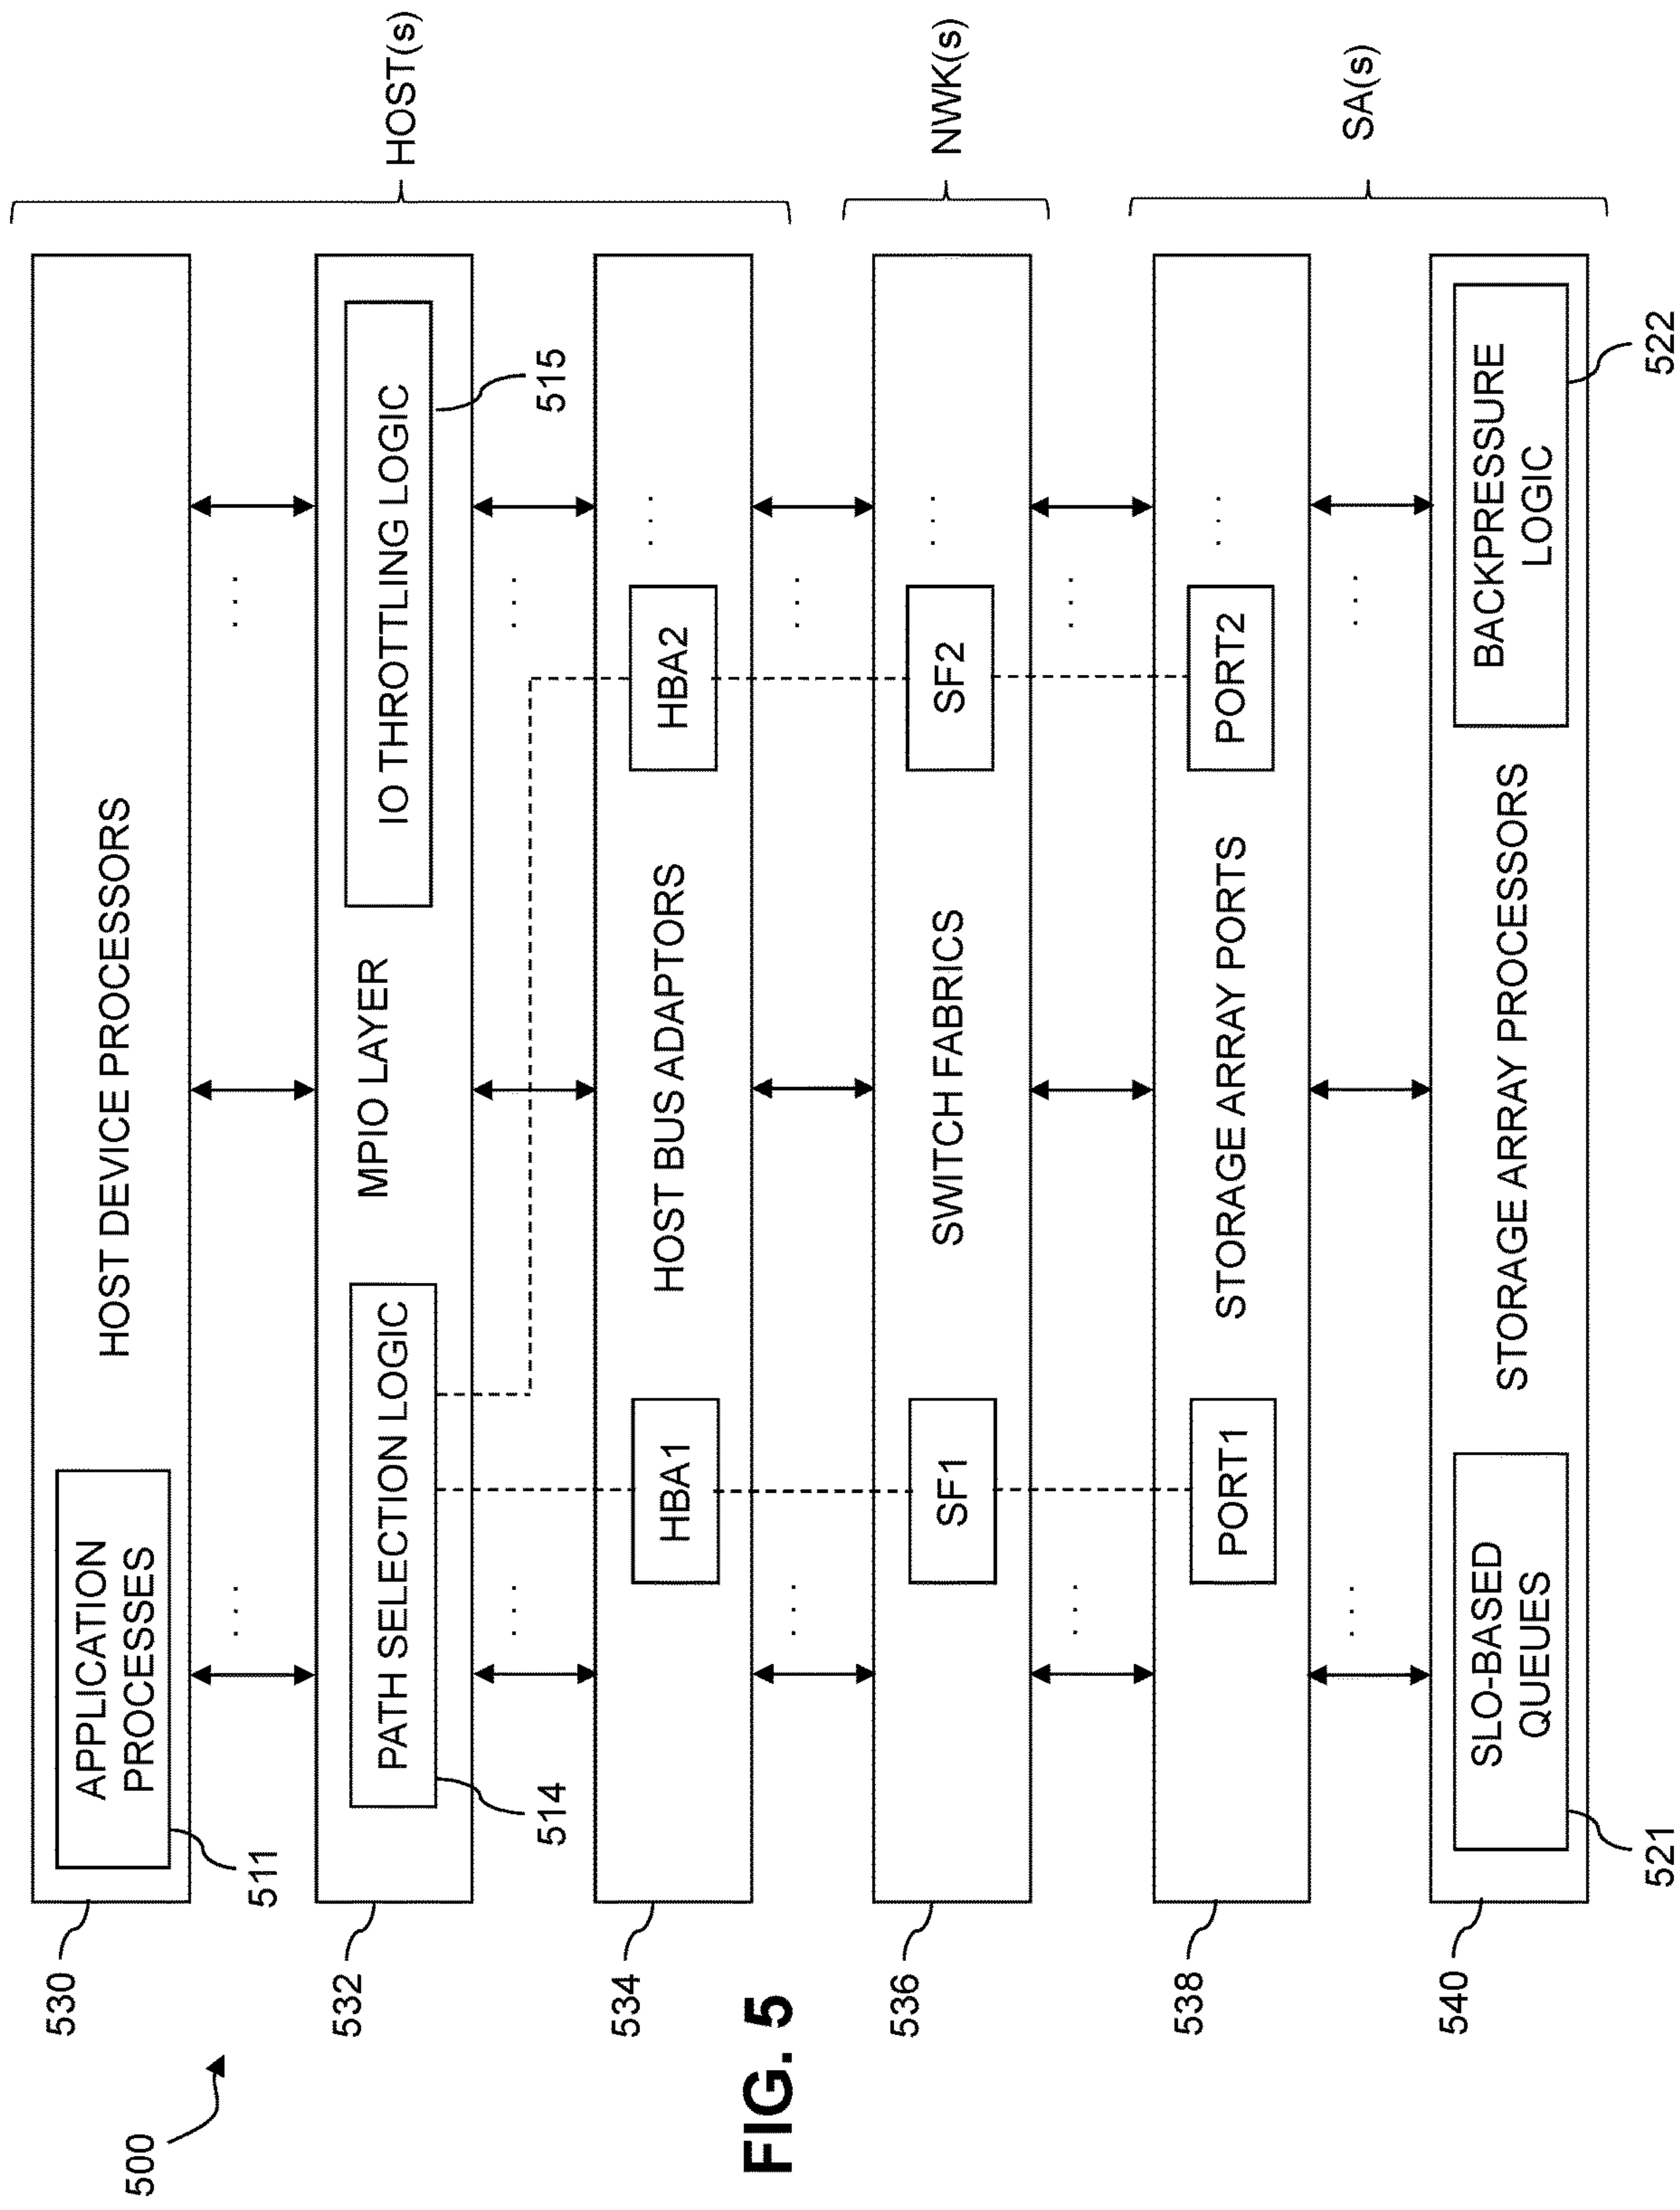 FIG. 5
500
530
HOST DEVICE PROCESSORS
APPLICATION
PROCESSES
511
532
PATH SELECTION LOGIC
514
MPIO LAYER
IO THROTTLING LOGIC
515
534
HBA1
HOST BUS ADAPTORS
HBA2
HOST(s)
536
SF1
SWITCH FABRICS
SF2
NWK(s)
538
PORT1
STORAGE ARRAY PORTS
PORT2
540
SLO-BASED
QUEUES
521
STORAGE ARRAY PROCESSORS
BACKPRESSURE
LOGIC
522
SA(s)